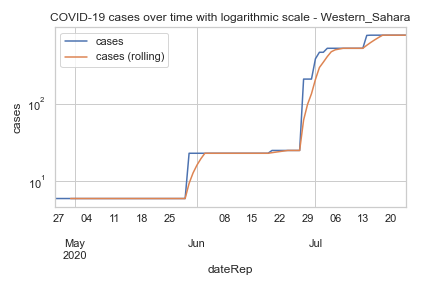 COVID-19 cases over time with logarithmic scale - Western_Sahara
cases
cases (rolling)
cases
10²
10¹
27 04 11 18 25 08 15 22 29 06 13 20
May Jun Jul
2020
dateRep